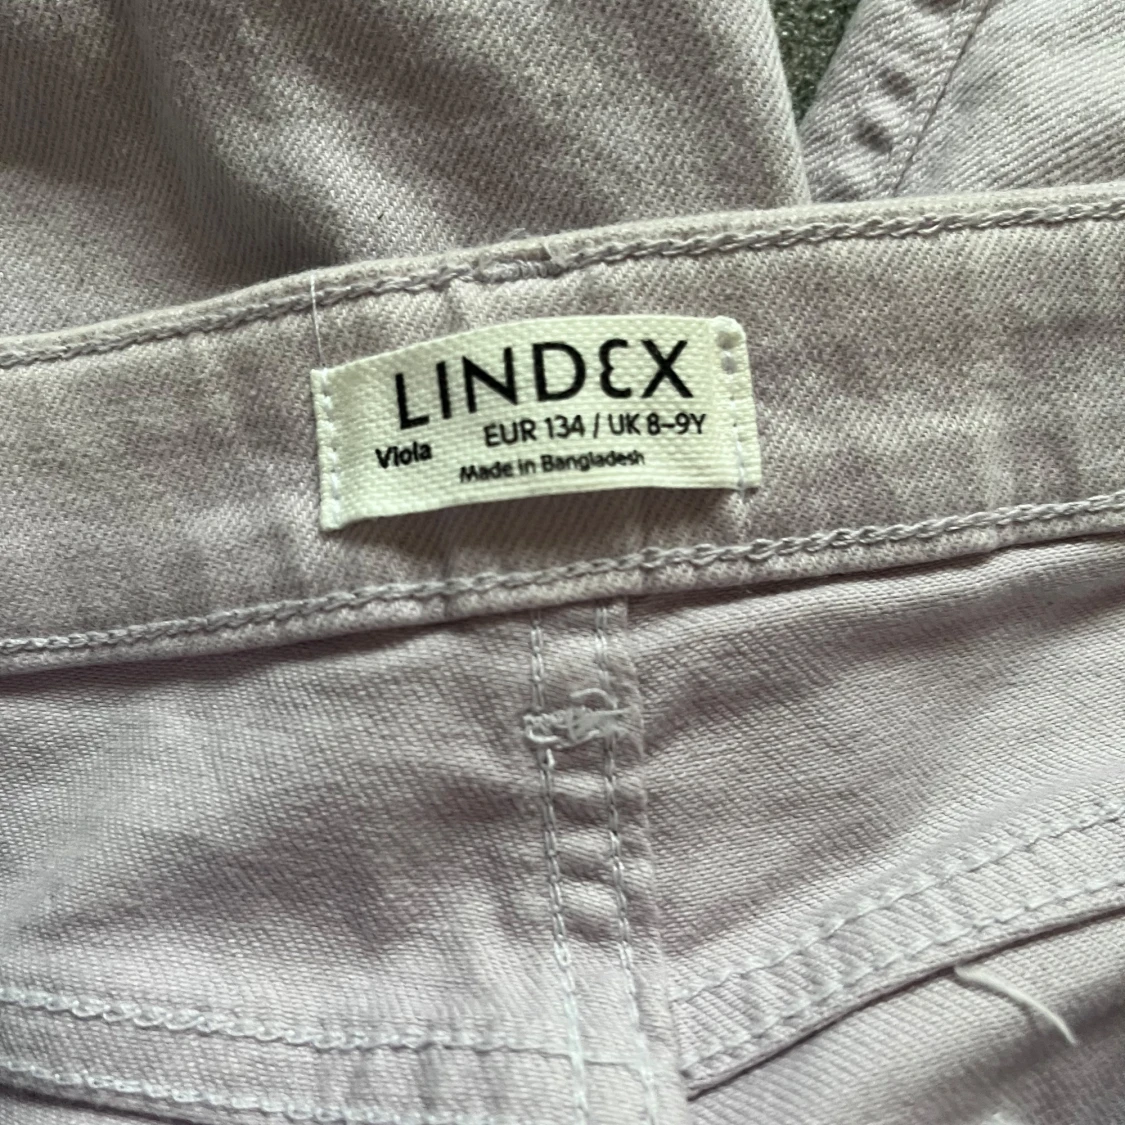 LINDEX
EUR 134 / UK 8–9Y
Viola
Made in Bangladesh